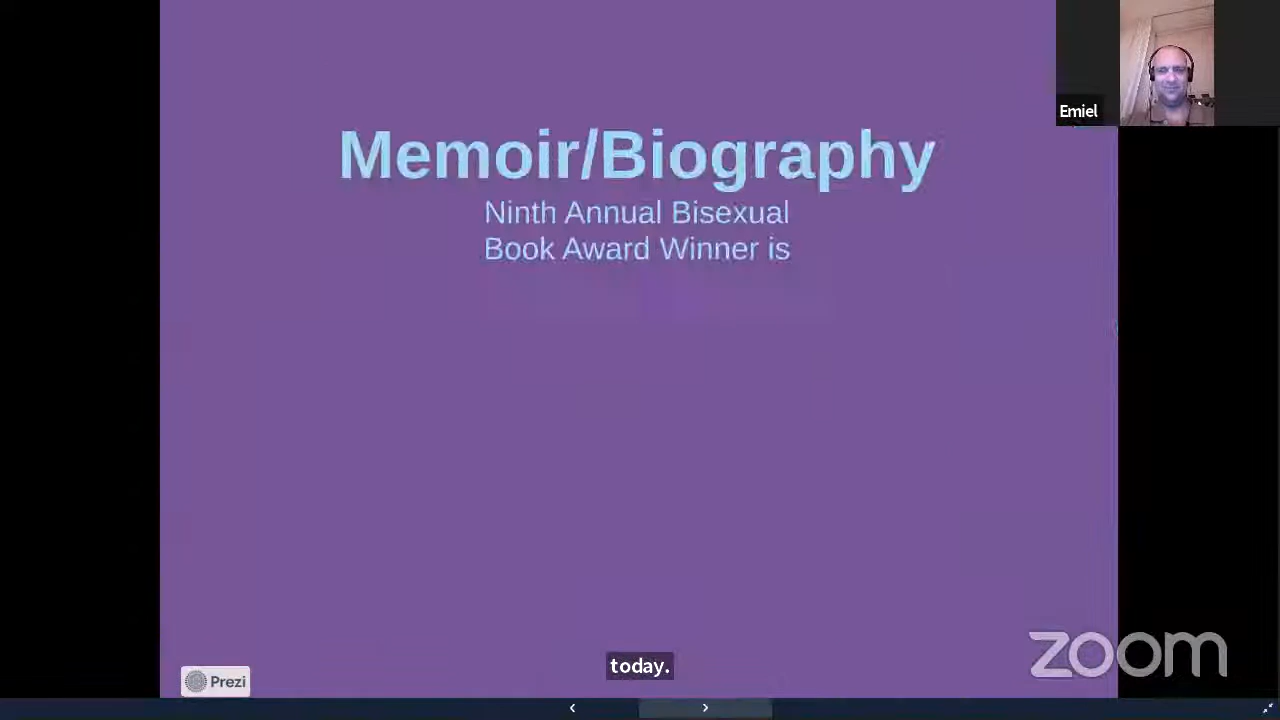 Emiel
Memoir/Biography
Ninth Annual Bisexual
Book Award Winner is
today.
zoom
Prezi